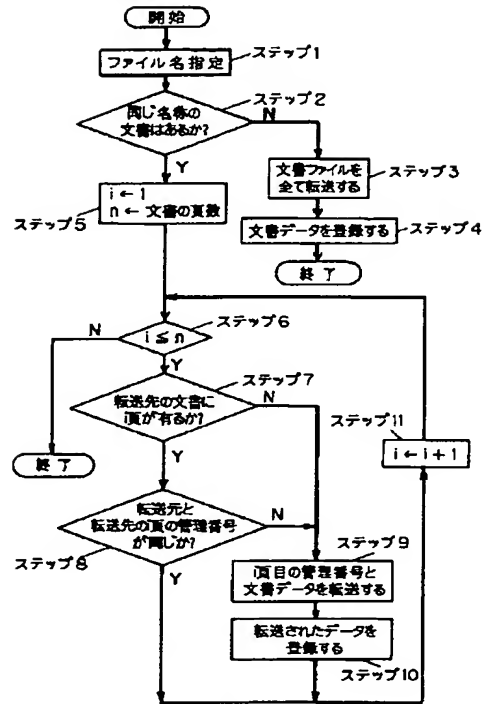 開始
ステップ1
ファイル名指定
ステップ2
同じ名称の
文書はあるか?
N
Y
文書ファイルを
全て転送する
ステップ3
i ← 1
n ← 文書の頁数
ステップ5
文書データを登録する
ステップ4
終了
ステップ6
N
i ≦ n
Y
ステップ7
転送先の文書に
i頁が有るか?
N
ステップ11
i ← i + 1
終了
Y
転送元と
転送先のi頁の管理番号
が同じか?
N
ステップ8
Y
ステップ9
i頁目の管理番号と
文書データを転送する
転送されたデータを
登録する
ステップ10